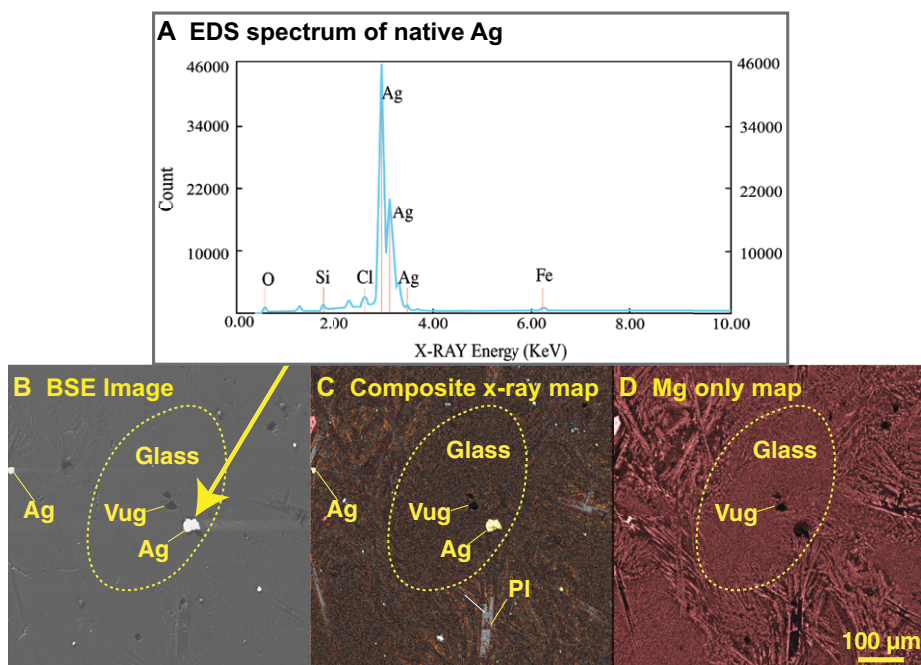 A EDS spectrum of native Ag
46000 46000
Ag
34000 34000
Count
22000 22000
Ag
10000 10000
O Si Cl Ag Fe
0.00 2.00 4.00 6.00 8.00 10.00
X-RAY Energy (KeV)
B BSE Image
Glass
Ag
Vug
Ag
C Composite x-ray map
Glass
Ag
Vug
Ag
Pl
D Mg only map
Glass
Vug
100 µm